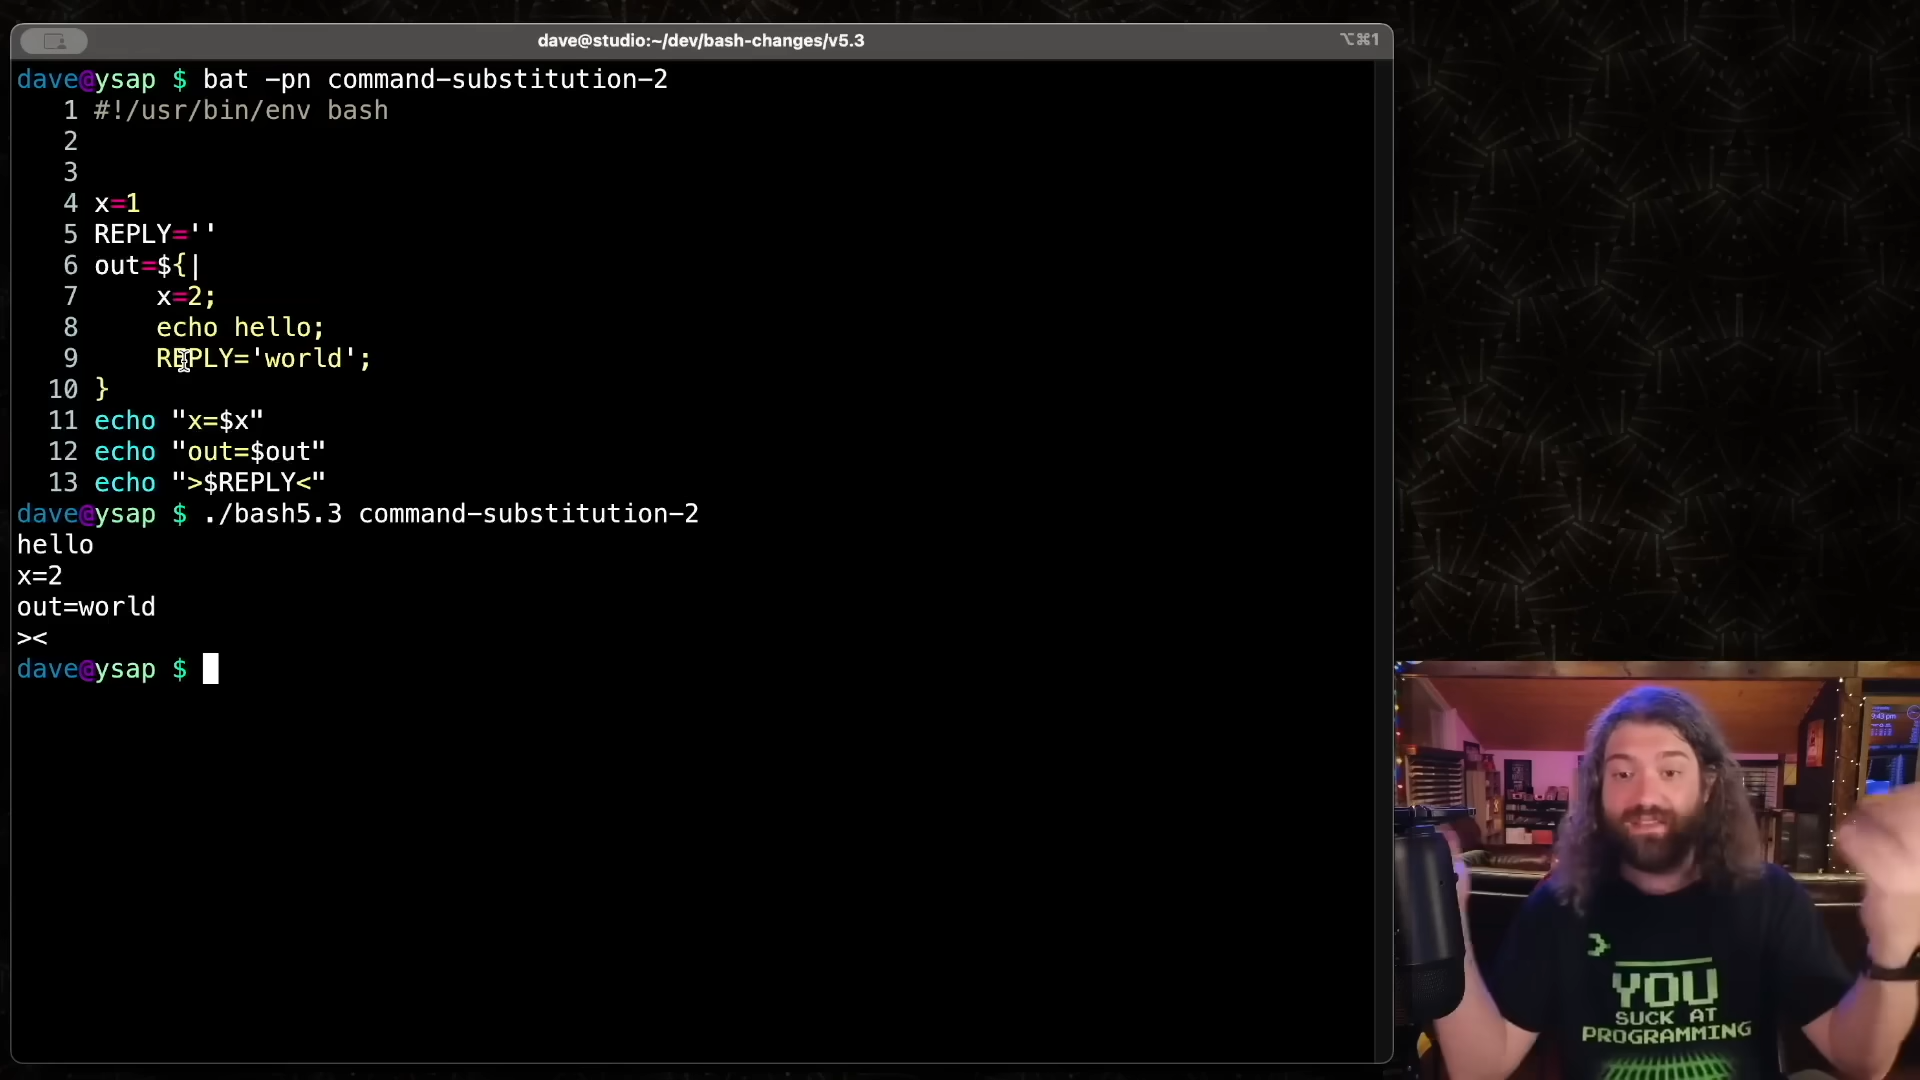 dave@studio:~/dev/bash-changes/v5.3
⌥⌘1
dave@ysap $ bat -pn command-substitution-2
1 #!/usr/bin/env bash
2
3
4 x=1
5 REPLY=''
6 out=${|
7     x=2;
8     echo hello;
9     REPLY='world';
10 }
11 echo "x=$x"
12 echo "out=$out"
13 echo ">$REPLY<"
dave@ysap $ ./bash5.3 command-substitution-2
hello
x=2
out=world
><
dave@ysap $
9:43 pm
YOU
SUCK AT
PROGRAMMING